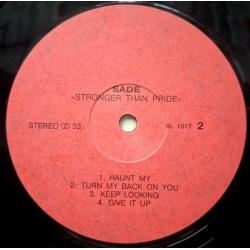 SADE
«STRONGER THAN PRIDE»
STEREO ↀ 33
BL 1017 2
1. HAUNT MY
2. TURN MY BACK ON YOU
3. KEEP LOOKING
4. GIVE IT UP